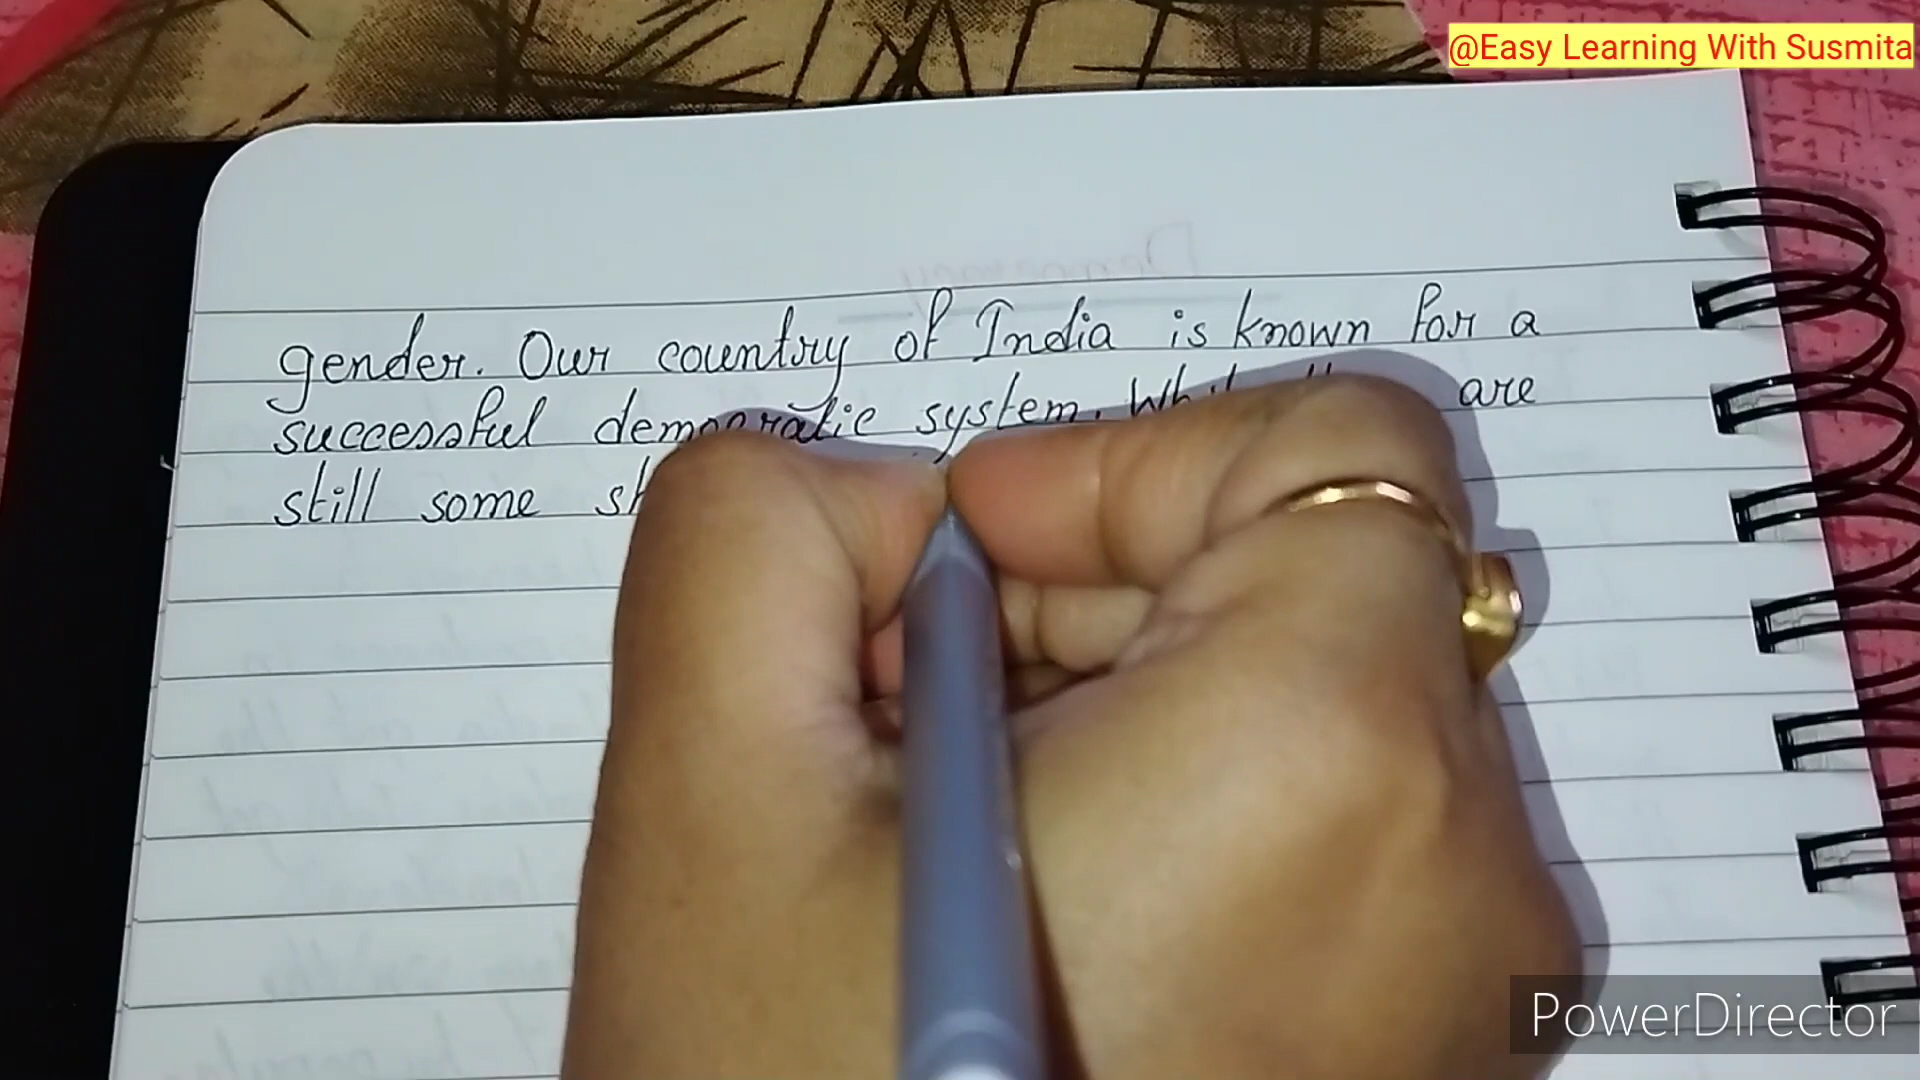 @Easy Learning With Susmita
gender. Our country of India is known for a
successful democratic system. are
still some
PowerDirector